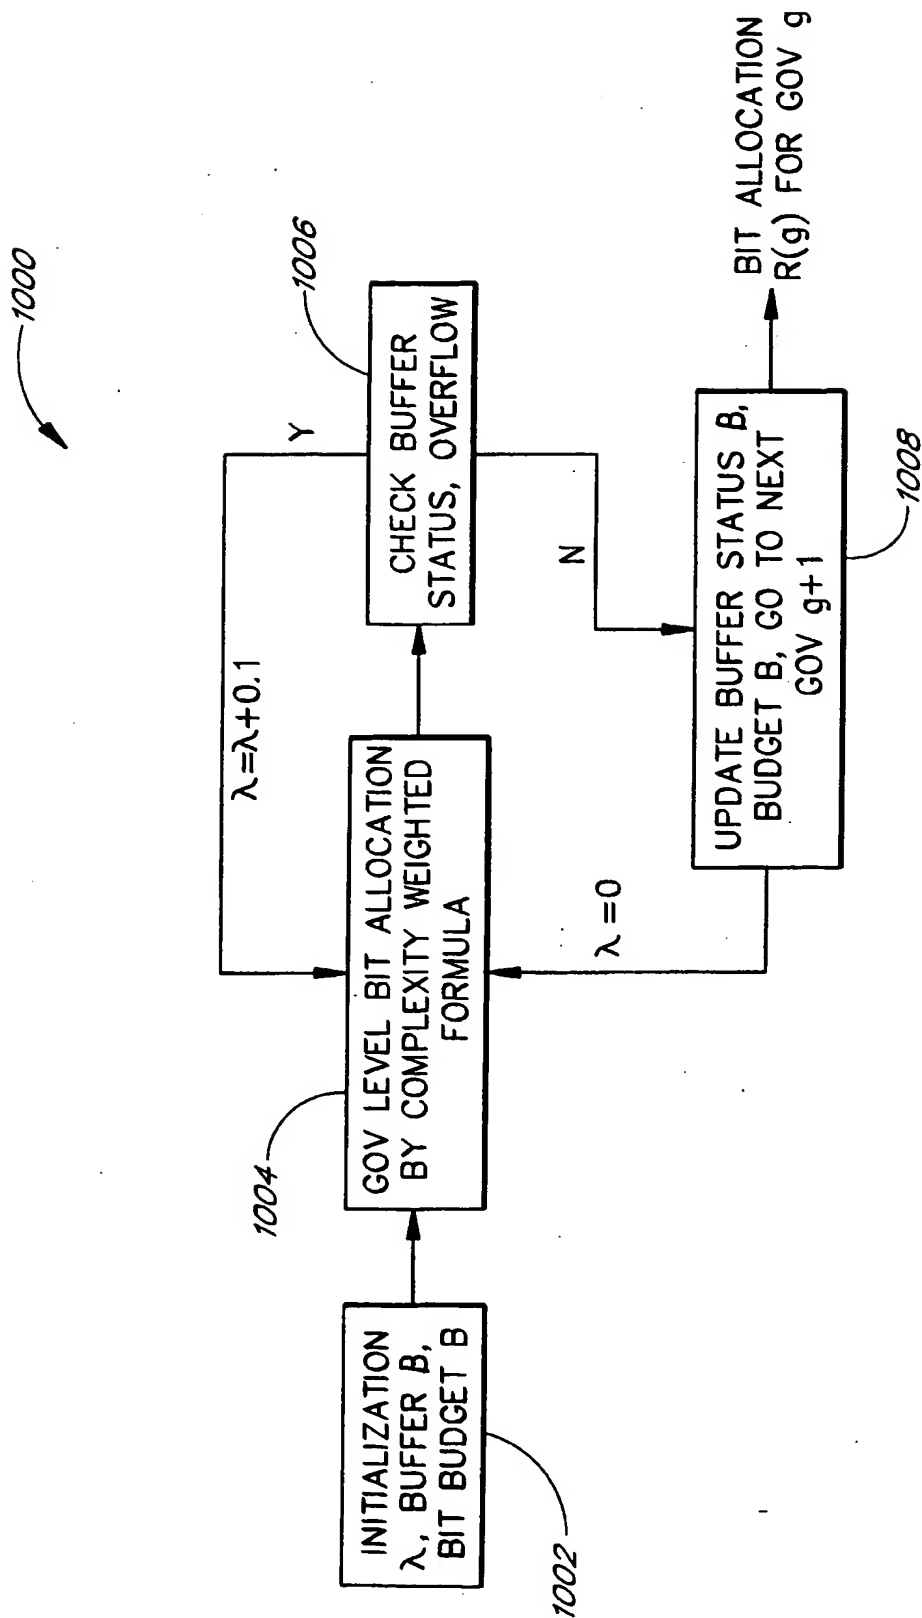 1000
INITIALIZATION
λ, BUFFER B,
BIT BUDGET B
1002
GOV LEVEL BIT ALLOCATION
BY COMPLEXITY WEIGHTED
FORMULA
1004
λ=λ+0.1
Y
CHECK BUFFER
STATUS, OVERFLOW
1006
N
λ=0
UPDATE BUFFER STATUS B,
BUDGET B, GO TO NEXT
GOV g+1
1008
BIT ALLOCATION
R(g) FOR GOV g